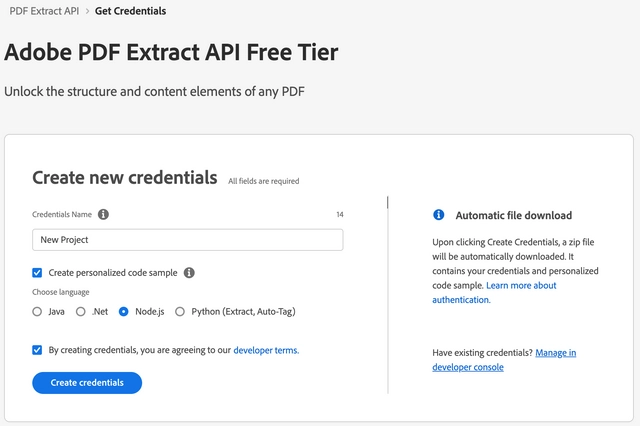 PDF Extract API > Get Credentials
Adobe PDF Extract API Free Tier
Unlock the structure and content elements of any PDF
Create new credentials All fields are required
Credentials Name 14
New Project
Create personalized code sample
Choose language
Java .Net Node.js Python (Extract, Auto-Tag)
By creating credentials, you are agreeing to our developer terms.
Create credentials
Automatic file download
Upon clicking Create Credentials, a zip file
will be automatically downloaded. It
contains your credentials and personalized
code sample. Learn more about
authentication.
Have existing credentials? Manage in
developer console